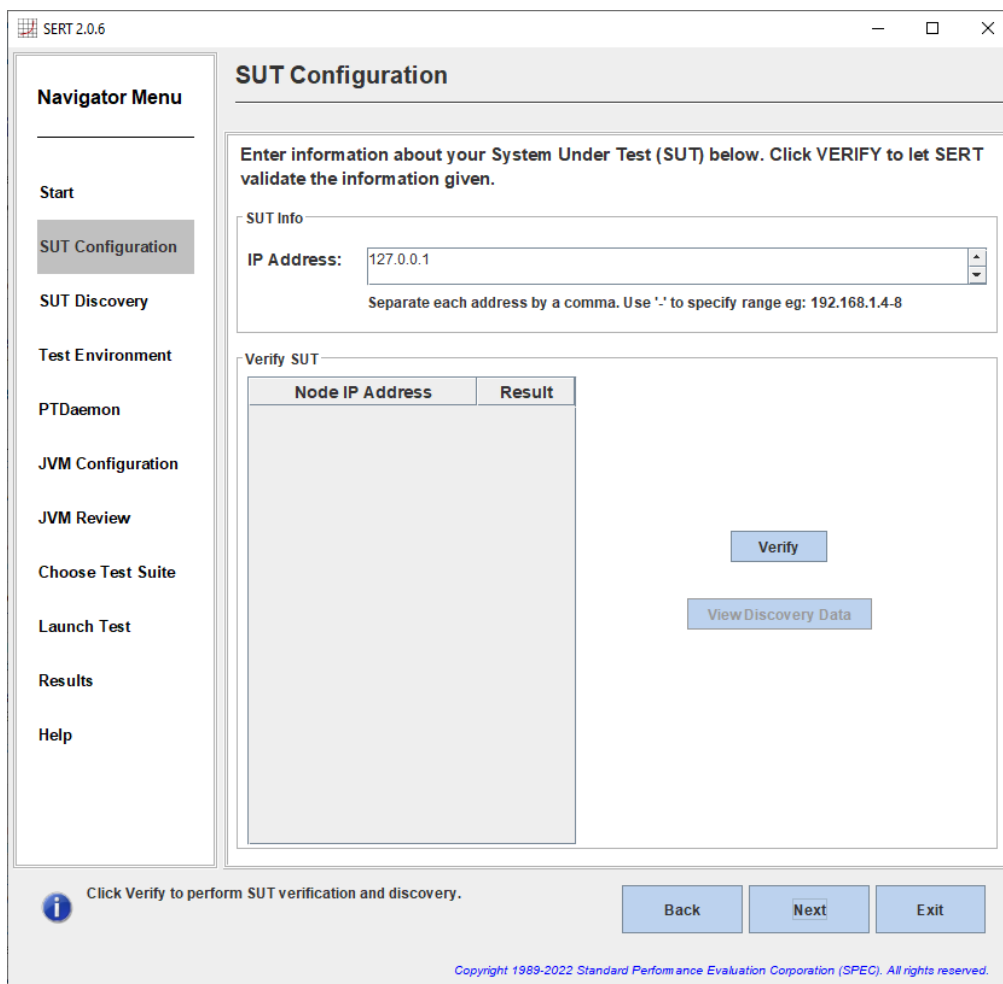 SERT 2.0.6
Navigator Menu
Start
SUT Configuration
SUT Discovery
Test Environment
PTDaemon
JVM Configuration
JVM Review
Choose Test Suite
Launch Test
Results
Help
SUT Configuration
Enter information about your System Under Test (SUT) below. Click VERIFY to let SERT
validate the information given.
SUT Info
IP Address: 127.0.0.1
Separate each address by a comma. Use '-' to specify range eg: 192.168.1.4-8
Verify SUT
Node IP Address Result
Verify
View Discovery Data
Click Verify to perform SUT verification and discovery.
Back Next Exit
Copyright 1989-2022 Standard Performance Evaluation Corporation (SPEC). All rights reserved.